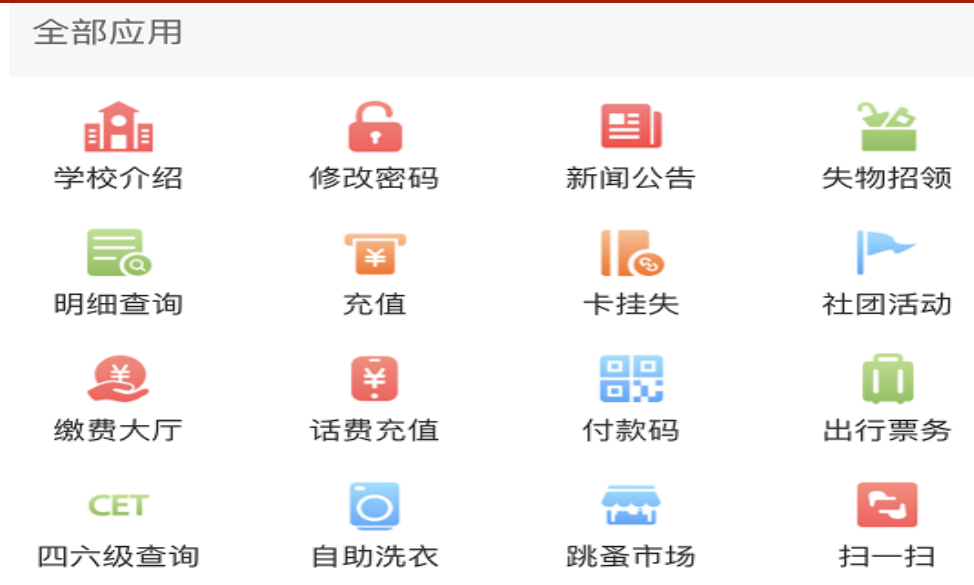 全部应用
学校介绍 修改密码 新闻公告 失物招领
明细查询 充值 卡挂失 社团活动
缴费大厅 话费充值 付款码 出行票务
CET
四六级查询 自助洗衣 跳蚤市场 扫一扫